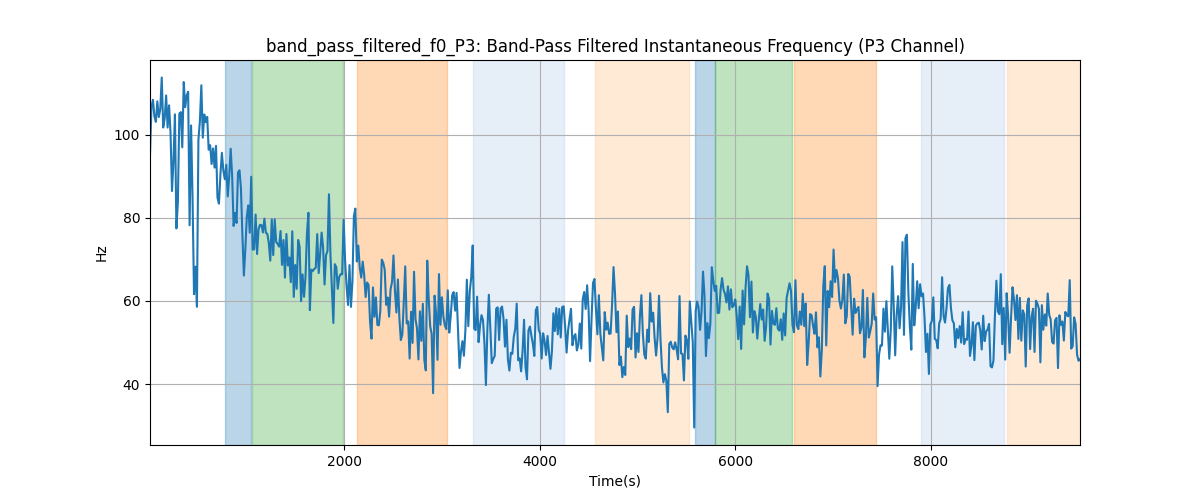 band_pass_filtered_f0_P3: Band-Pass Filtered Instantaneous Frequency (P3 Channel)
100
80
60
40
Hz
2000 4000 6000 8000
Time(s)